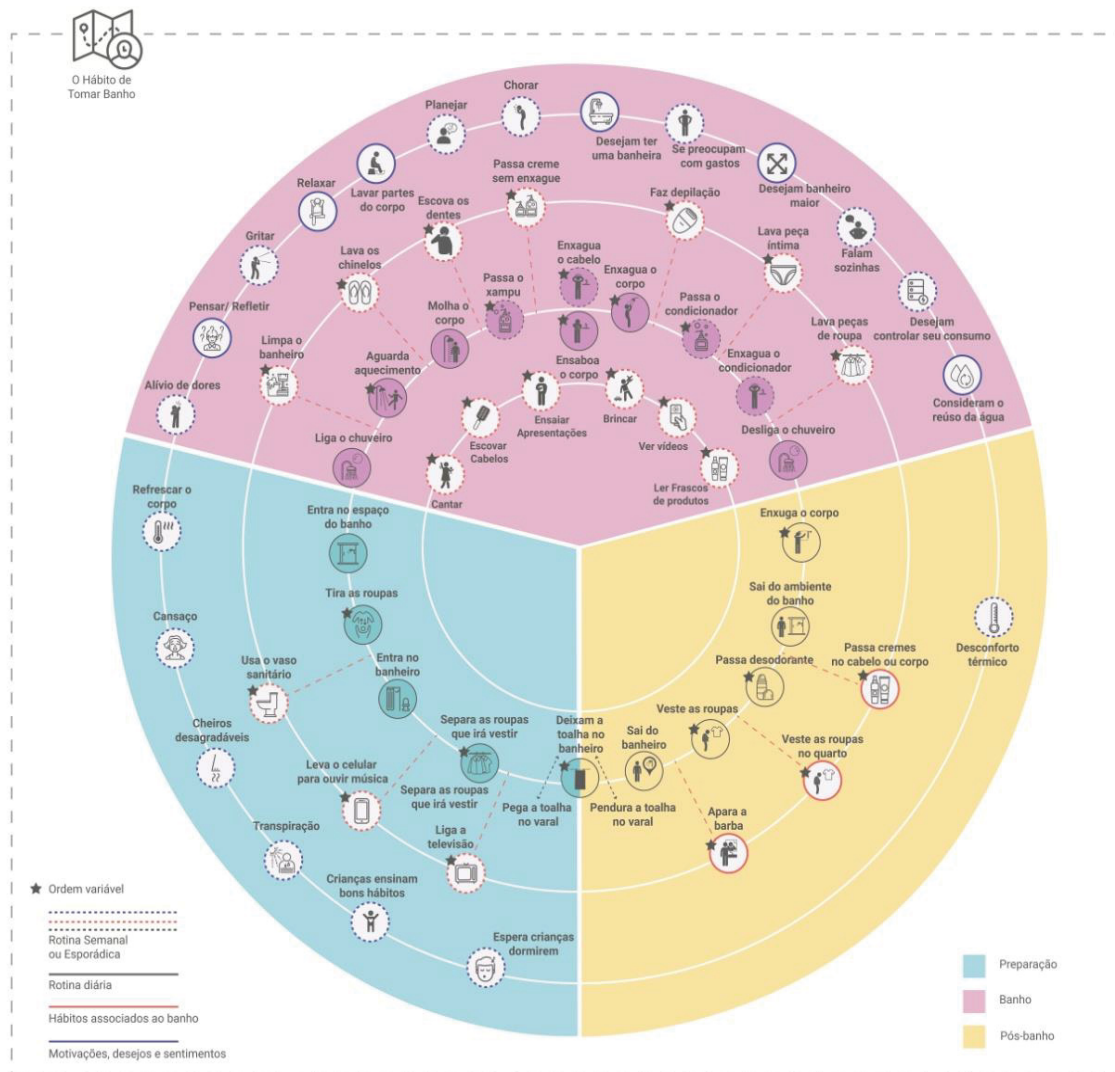 O Hábito de
Tomar Banho
Chorar
Planejar
Desejam ter
uma banheira
Se preocupam
com gastos
Lavar partes
do corpo
Desejam banheiro
maior
Relaxar
Gritar
Falam
sozinhas
Pensar/ Refletir
Desejam
controlar seu consumo
Alívio de dores
Consideram o
reúso da água
Passa creme
sem enxague
Faz depilação
Escova os
dentes
Lava peça
íntima
Lava os
chinelos
Lava peças
de roupa
Limpa o
banheiro
Enxagua
o cabelo
Enxagua o
corpo
Passa o
xampu
Passa o
condicionador
Molha o
corpo
Ensaboa
o corpo
Aguarda
aquecimento
Enxagua o
condicionador
Liga o chuveiro
Desliga o chuveiro
Ensaiar
Apresentações
Brincar
Escovar
Cabelos
Ver vídeos
Cantar
Ler Frascos
de produtos
Refrescar o
corpo
Entra no espaço
do banho
Enxuga o corpo
Tira as roupas
Sai do ambiente
do banho
Cansaço
Usa o vaso
sanitário
Entra no
banheiro
Passa desodorante
Passa cremes
no cabelo ou corpo
Desconforto
térmico
Cheiros
desagradáveis
Separa as roupas
que irá vestir
Deixam a
toalha no
banheiro
Sai do
banheiro
Veste as roupas
Veste as roupas
no quarto
Leva o celular
para ouvir música
Separa as roupas
que irá vestir
Pega a toalha
no varal
Pendura a toalha
no varal
Transpiração
Liga a
televisão
Apara a
barba
Crianças ensinam
bons hábitos
Espera crianças
dormirem
Ordem variável
Rotina Semanal
ou Esporádica
Rotina diária
Hábitos associados ao banho
Motivações, desejos e sentimentos
Preparação
Banho
Pós-banho